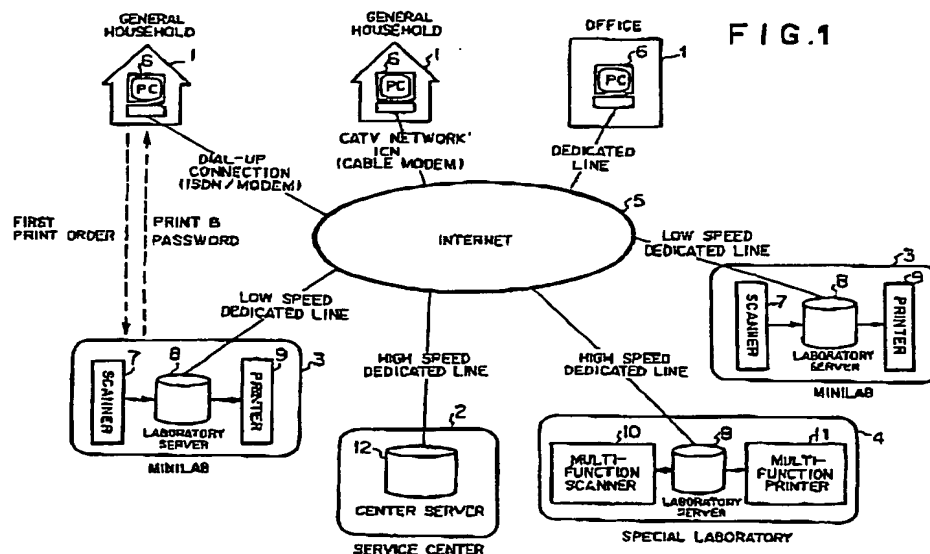 FIG.1
GENERAL
HOUSEHOLD
1
6
PC
GENERAL
HOUSEHOLD
1
6
PC
OFFICE
1
6
PC
DIAL-UP
CONNECTION
(ISDN/MODEM)
CATV NETWORK'
ICN
(CABLE MODEM)
DEDICATED
LINE
FIRST
PRINT ORDER
PRINT &
PASSWORD
INTERNET
5
LOW SPEED
DEDICATED LINE
LOW SPEED
DEDICATED LINE
HIGH SPEED
DEDICATED LINE
HIGH SPEED
DEDICATED LINE
7
SCANNER
8
LABORATORY
SERVER
9
PRINTER
3
MINILAB
7
SCANNER
8
LABORATORY
SERVER
9
PRINTER
3
MINILAB
2
12
CENTER SERVER
SERVICE CENTER
10
MULTI-
FUNCTION
SCANNER
8
LABORATORY
SERVER
11
MULTI-
FUNCTION
PRINTER
4
SPECIAL LABORATORY